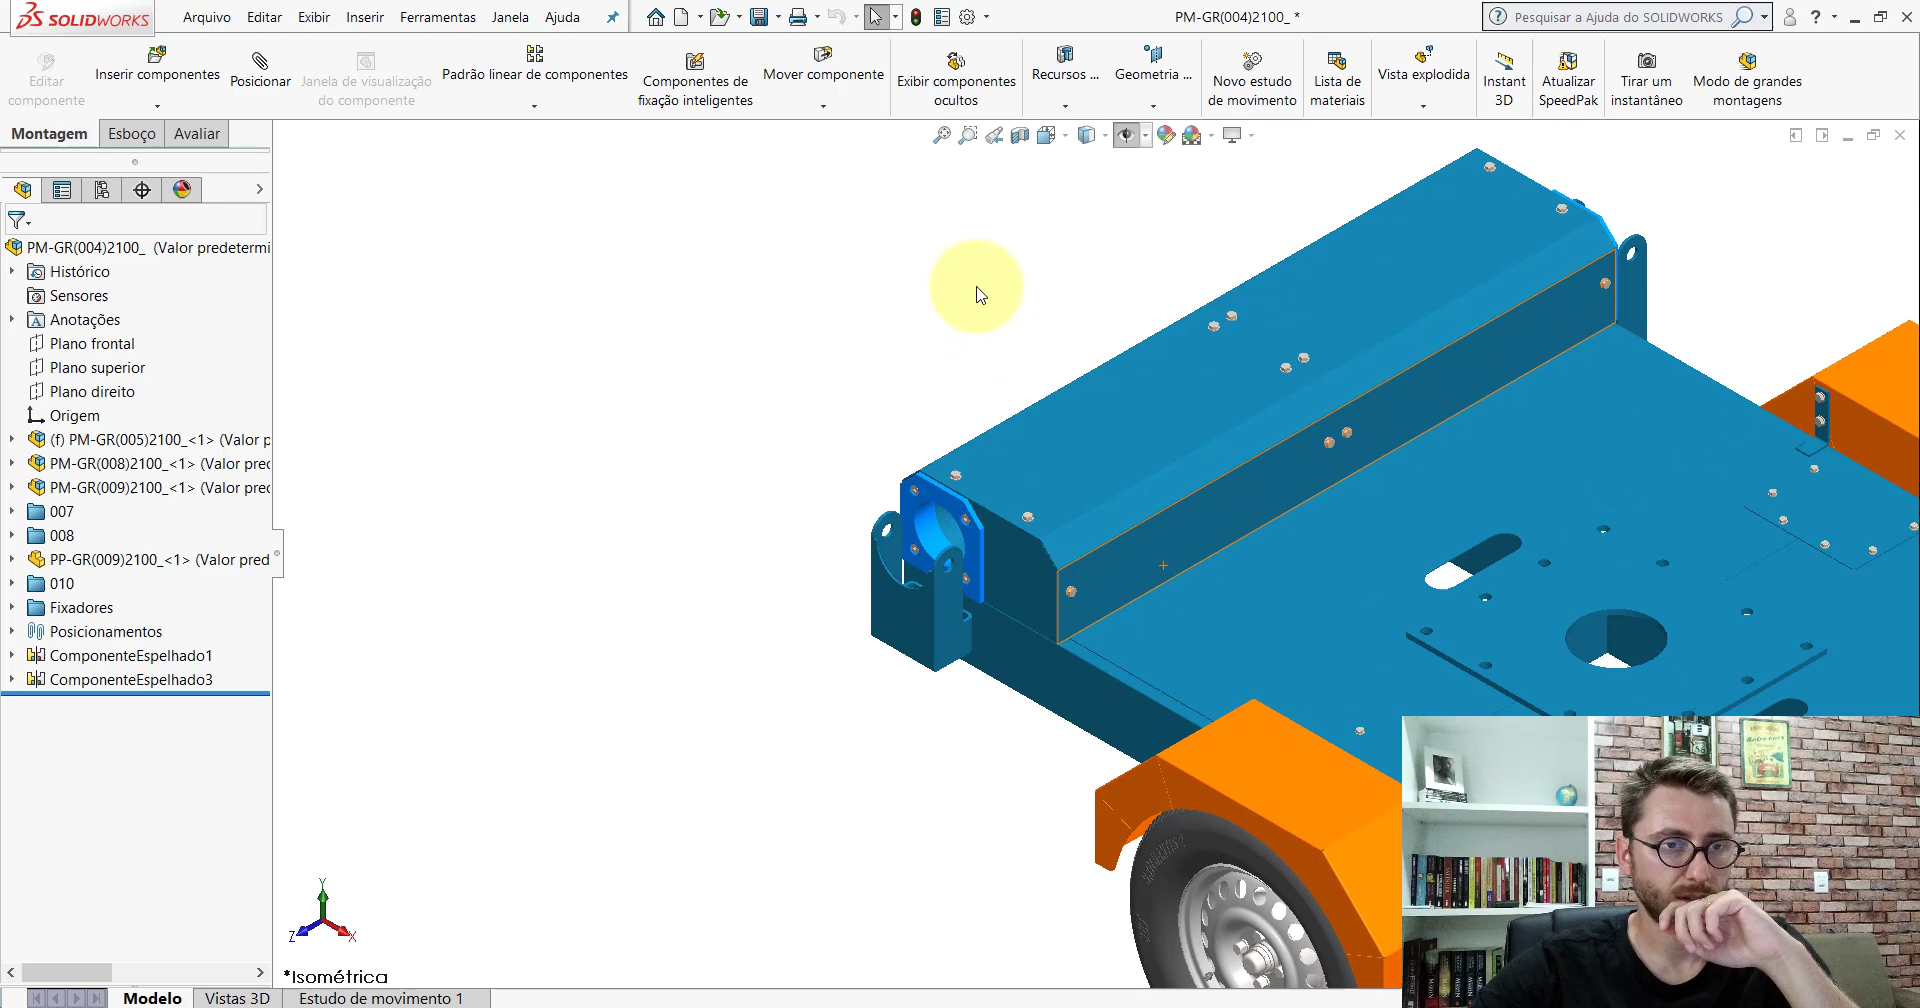 SOLIDWORKS
Arquivo Editar Exibir Inserir Ferramentas Janela Ajuda
PM-GR(004)2100_ *
Pesquisar a Ajuda do SOLIDWORKS
?
Editar componente
Inserir componentes
Posicionar
Janela de visualização do componente
Padrão linear de componentes
Componentes de fixação inteligentes
Mover componente
Exibir componentes ocultos
Recursos ...
Geometria ...
Novo estudo de movimento
Lista de materiais
Vista explodida
Instant 3D
Atualizar SpeedPak
Tirar um instantâneo
Modo de grandes montagens
Montagem Esboço Avaliar
PM-GR(004)2100_ (Valor predetermi
Histórico
Sensores
Anotações
Plano frontal
Plano superior
Plano direito
Origem
(f) PM-GR(005)2100_<1> (Valor p
PM-GR(008)2100_<1> (Valor pred
PM-GR(009)2100_<1> (Valor pred
007
008
PP-GR(009)2100_<1> (Valor pred
010
Fixadores
Posicionamentos
ComponenteEspelhado1
ComponenteEspelhado3
Y
Z
X
*Isométrica
Modelo Vistas 3D Estudo de movimento 1